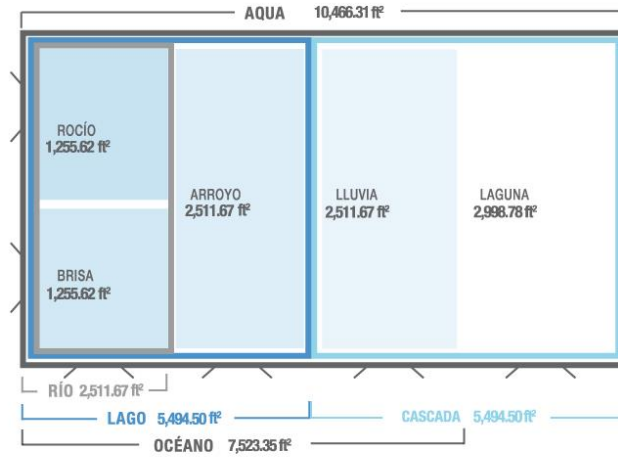 AQUA 10,466.31 ft²
ROCÍO
1,255.62 ft²
ARROYO
2,511.67 ft²
LLUVIA
2,511.67 ft²
LAGUNA
2,998.78 ft²
BRISA
1,255.62 ft²
RÍO 2,511.67 ft²
LAGO 5,494.50 ft²
CASCADA 5,494.50 ft²
OCÉANO 7,523.35 ft²